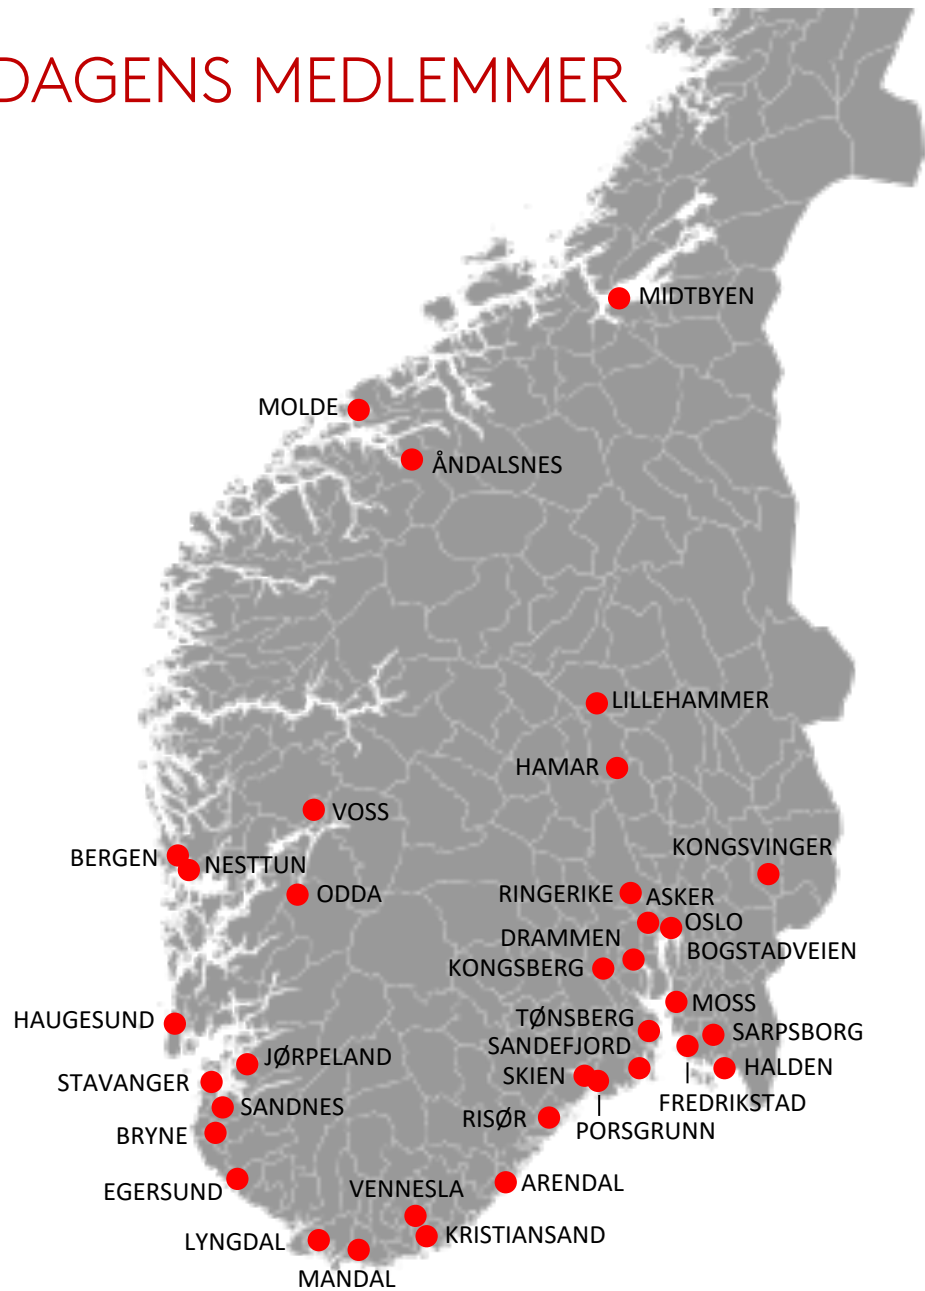 DAGENS MEDLEMMER
MIDTBYEN
MOLDE
ÅNDALSNES
LILLEHAMMER
HAMAR
VOSS
KONGSVINGER
BERGEN
NESTTUN
RINGERIKE
ASKER
ODDA
OSLO
DRAMMEN
BOGSTADVEIEN
KONGSBERG
MOSS
HAUGESUND
TØNSBERG
SARPSBORG
SANDEFJORD
JØRPELAND
HALDEN
SKIEN
STAVANGER
FREDRIKSTAD
SANDNES
RISØR
PORSGRUNN
BRYNE
ARENDAL
VENNESLA
EGERSUND
KRISTIANSAND
LYNGDAL
MANDAL